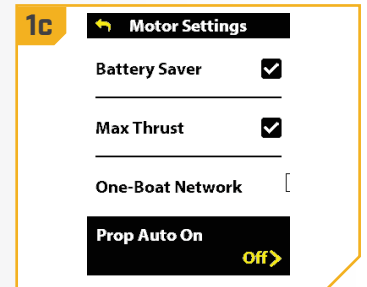 1c
Motor Settings
Battery Saver
Max Thrust
One-Boat Network
Prop Auto On
Off